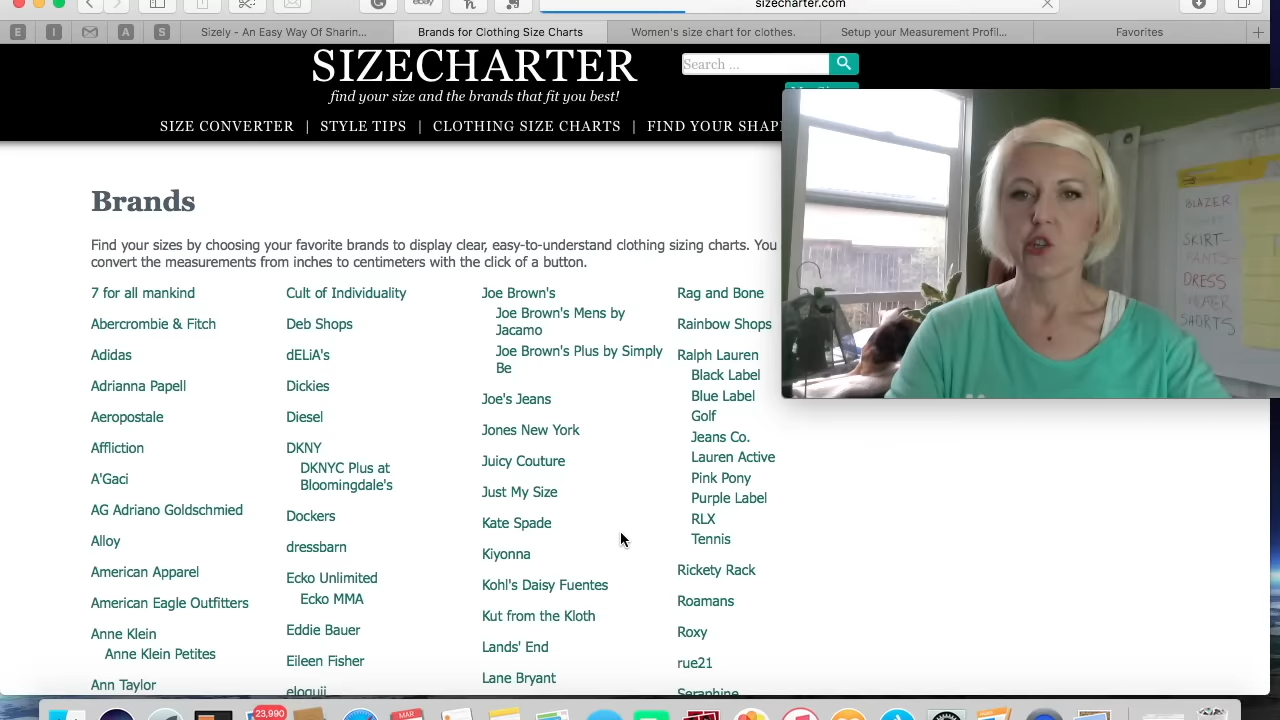 sizecharter.com
E
I
A
S
Sizely - An Easy Way Of Sharin...
Brands for Clothing Size Charts
Women's size chart for clothes.
Setup your Measurement Profil...
Favorites
SIZECHARTER
find your size and the brands that fit you best!
Search ...
SIZE CONVERTER | STYLE TIPS | CLOTHING SIZE CHARTS | FIND YOUR SHAP
Brands
Find your sizes by choosing your favorite brands to display clear, easy-to-understand clothing sizing charts. You
convert the measurements from inches to centimeters with the click of a button.
7 for all mankind
Abercrombie & Fitch
Adidas
Adrianna Papell
Aeropostale
Affliction
A'Gaci
AG Adriano Goldschmied
Alloy
American Apparel
American Eagle Outfitters
Anne Klein
Anne Klein Petites
Ann Taylor
Cult of Individuality
Deb Shops
dELiA's
Dickies
Diesel
DKNY
DKNYC Plus at
Bloomingdale's
Dockers
dressbarn
Ecko Unlimited
Ecko MMA
Eddie Bauer
Eileen Fisher
eloquii
Joe Brown's
Joe Brown's Mens by
Jacamo
Joe Brown's Plus by Simply
Be
Joe's Jeans
Jones New York
Juicy Couture
Just My Size
Kate Spade
Kiyonna
Kohl's Daisy Fuentes
Kut from the Kloth
Lands' End
Lane Bryant
Rag and Bone
Rainbow Shops
Ralph Lauren
Black Label
Blue Label
Golf
Jeans Co.
Lauren Active
Pink Pony
Purple Label
RLX
Tennis
Rickety Rack
Roamans
Roxy
rue21
Seraphine
BLAZER
SKIRT-
PANTS-
DRESS
SHORTS
23,990
MAR